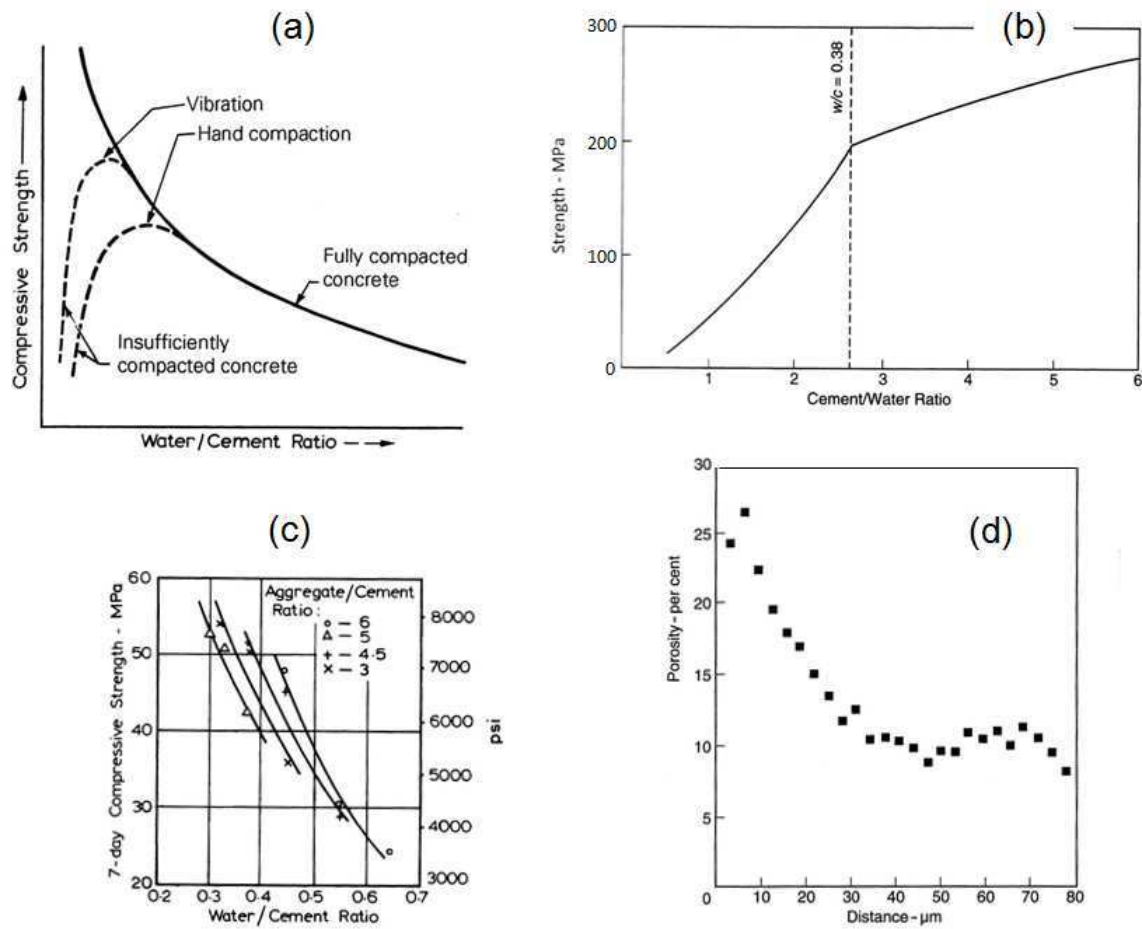 (a)
Vibration
Hand compaction
Fully compacted
concrete
Insufficiently
compacted concrete
Compressive Strength
Water/Cement Ratio
(b)
300
200
100
0
Strength - MPa
w/c = 0.38
1 2 3 4 5 6
Cement/Water Ratio
(c)
60
50
40
30
20
7-day Compressive Strength - MPa
Aggregate/Cement
Ratio :
o - 6
△ - 5
+ - 4·5
× - 3
8000
7000
6000
5000
4000
3000
psi
0·2 0·3 0·4 0·5 0·6 0·7
Water/Cement Ratio
(d)
30
25
20
15
10
5
0
Porosity - per cent
10 20 30 40 50 60 70 80
Distance - µm